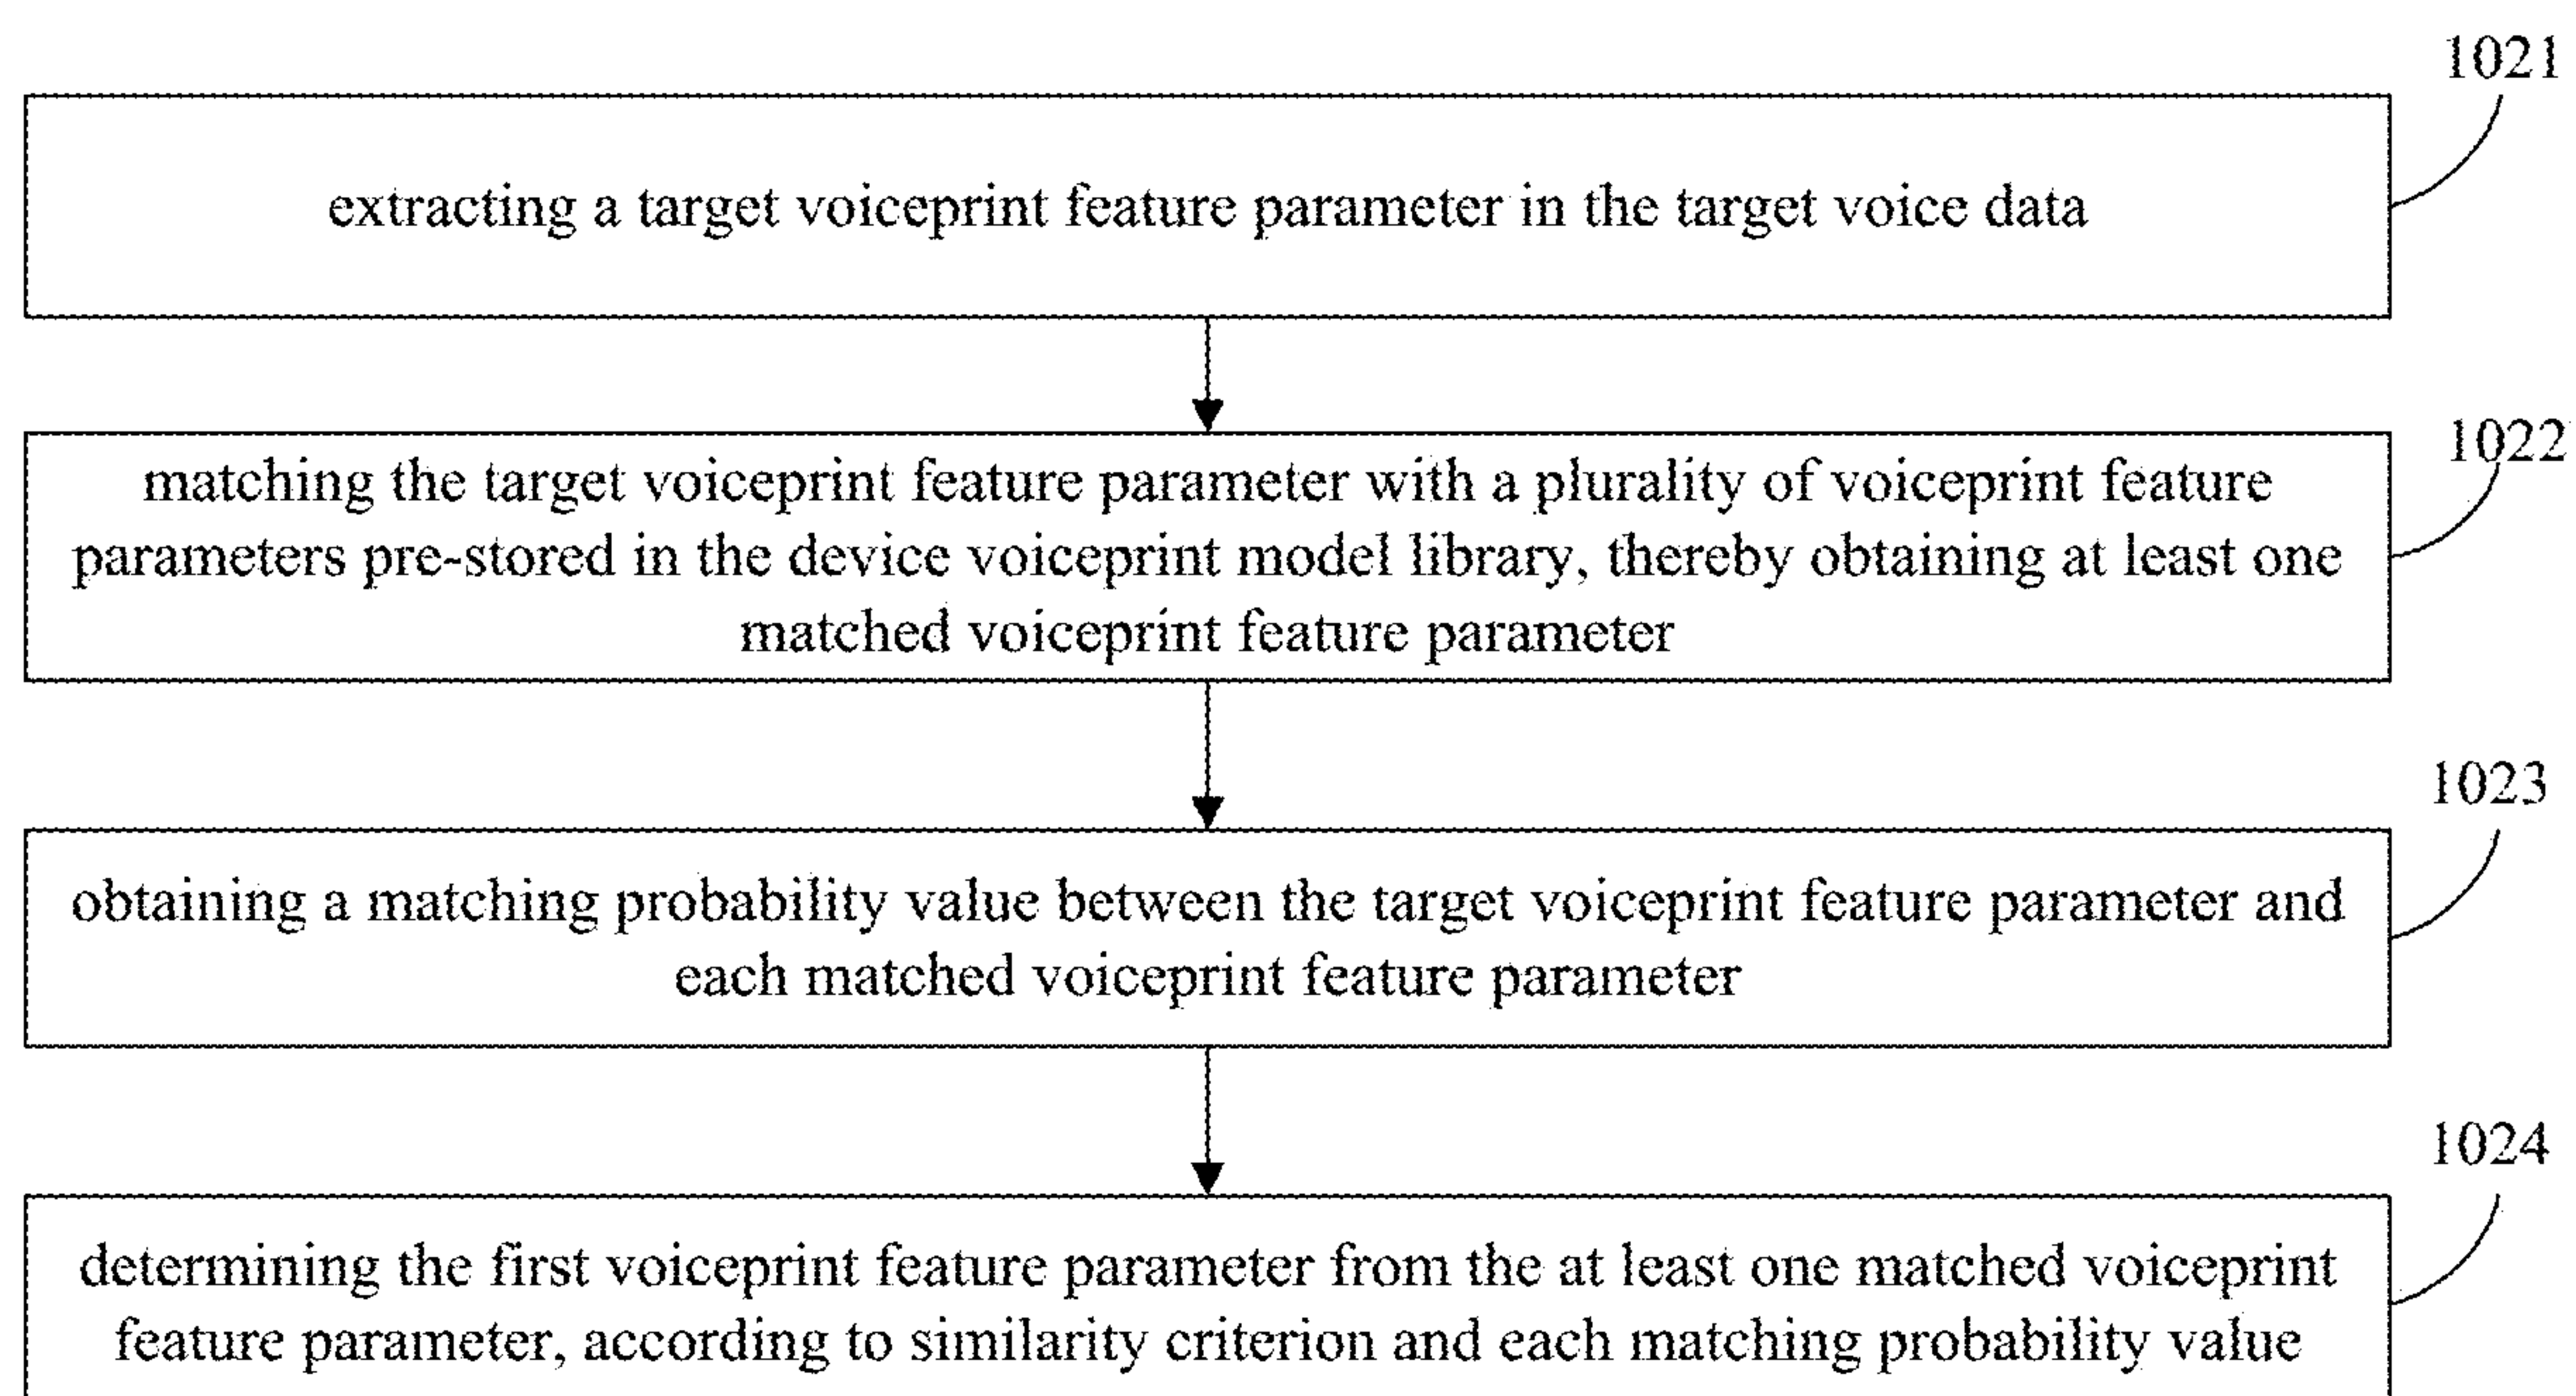 1021
extracting a target voiceprint feature parameter in the target voice data
1022
matching the target voiceprint feature parameter with a plurality of voiceprint feature
parameters pre-stored in the device voiceprint model library, thereby obtaining at least one
matched voiceprint feature parameter
1023
obtaining a matching probability value between the target voiceprint feature parameter and
each matched voiceprint feature parameter
1024
determining the first voiceprint feature parameter from the at least one matched voiceprint
feature parameter, according to similarity criterion and each matching probability value